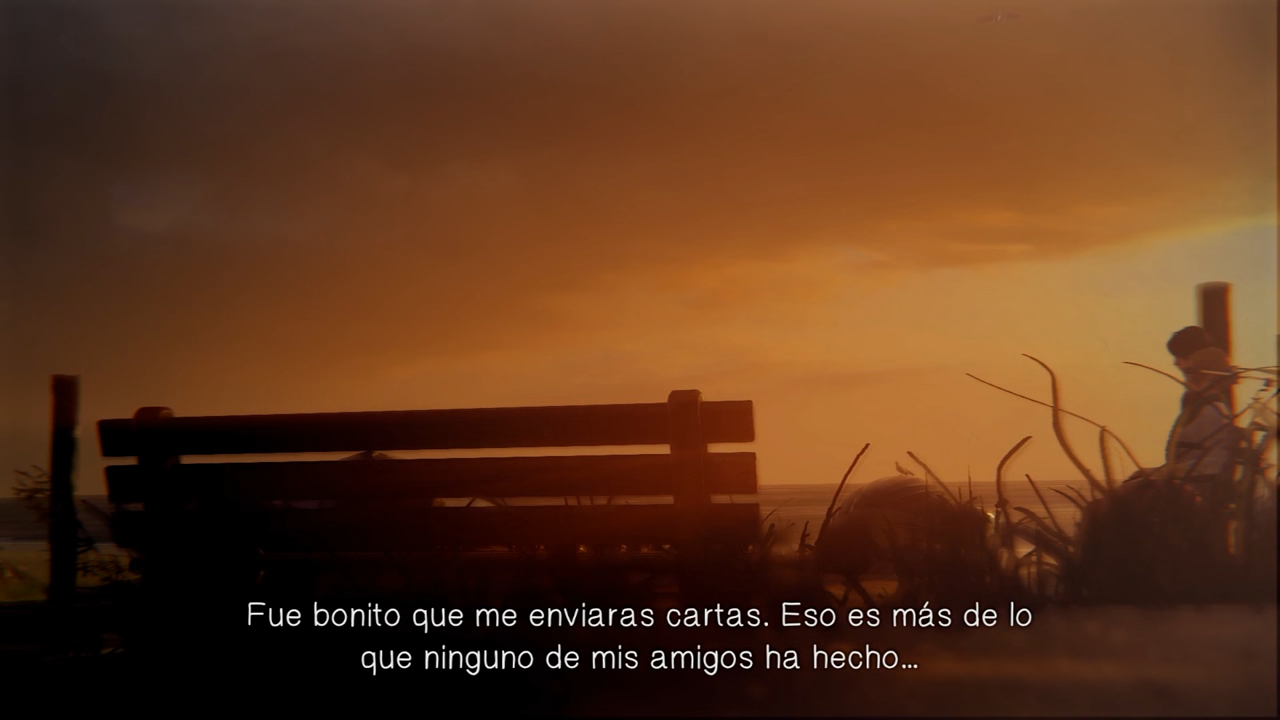 Fue bonito que me enviaras cartas. Eso es más de lo
que ninguno de mis amigos ha hecho...